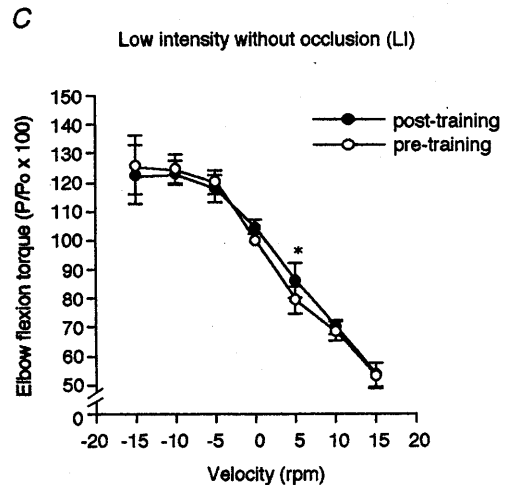 C
Low intensity without occlusion (LI)
150
140
130
120
110
100
90
80
70
60
50
0
Elbow flexion torque (P/Po x 100)
post-training
pre-training
*
-20 -15 -10 -5 0 5 10 15 20
Velocity (rpm)